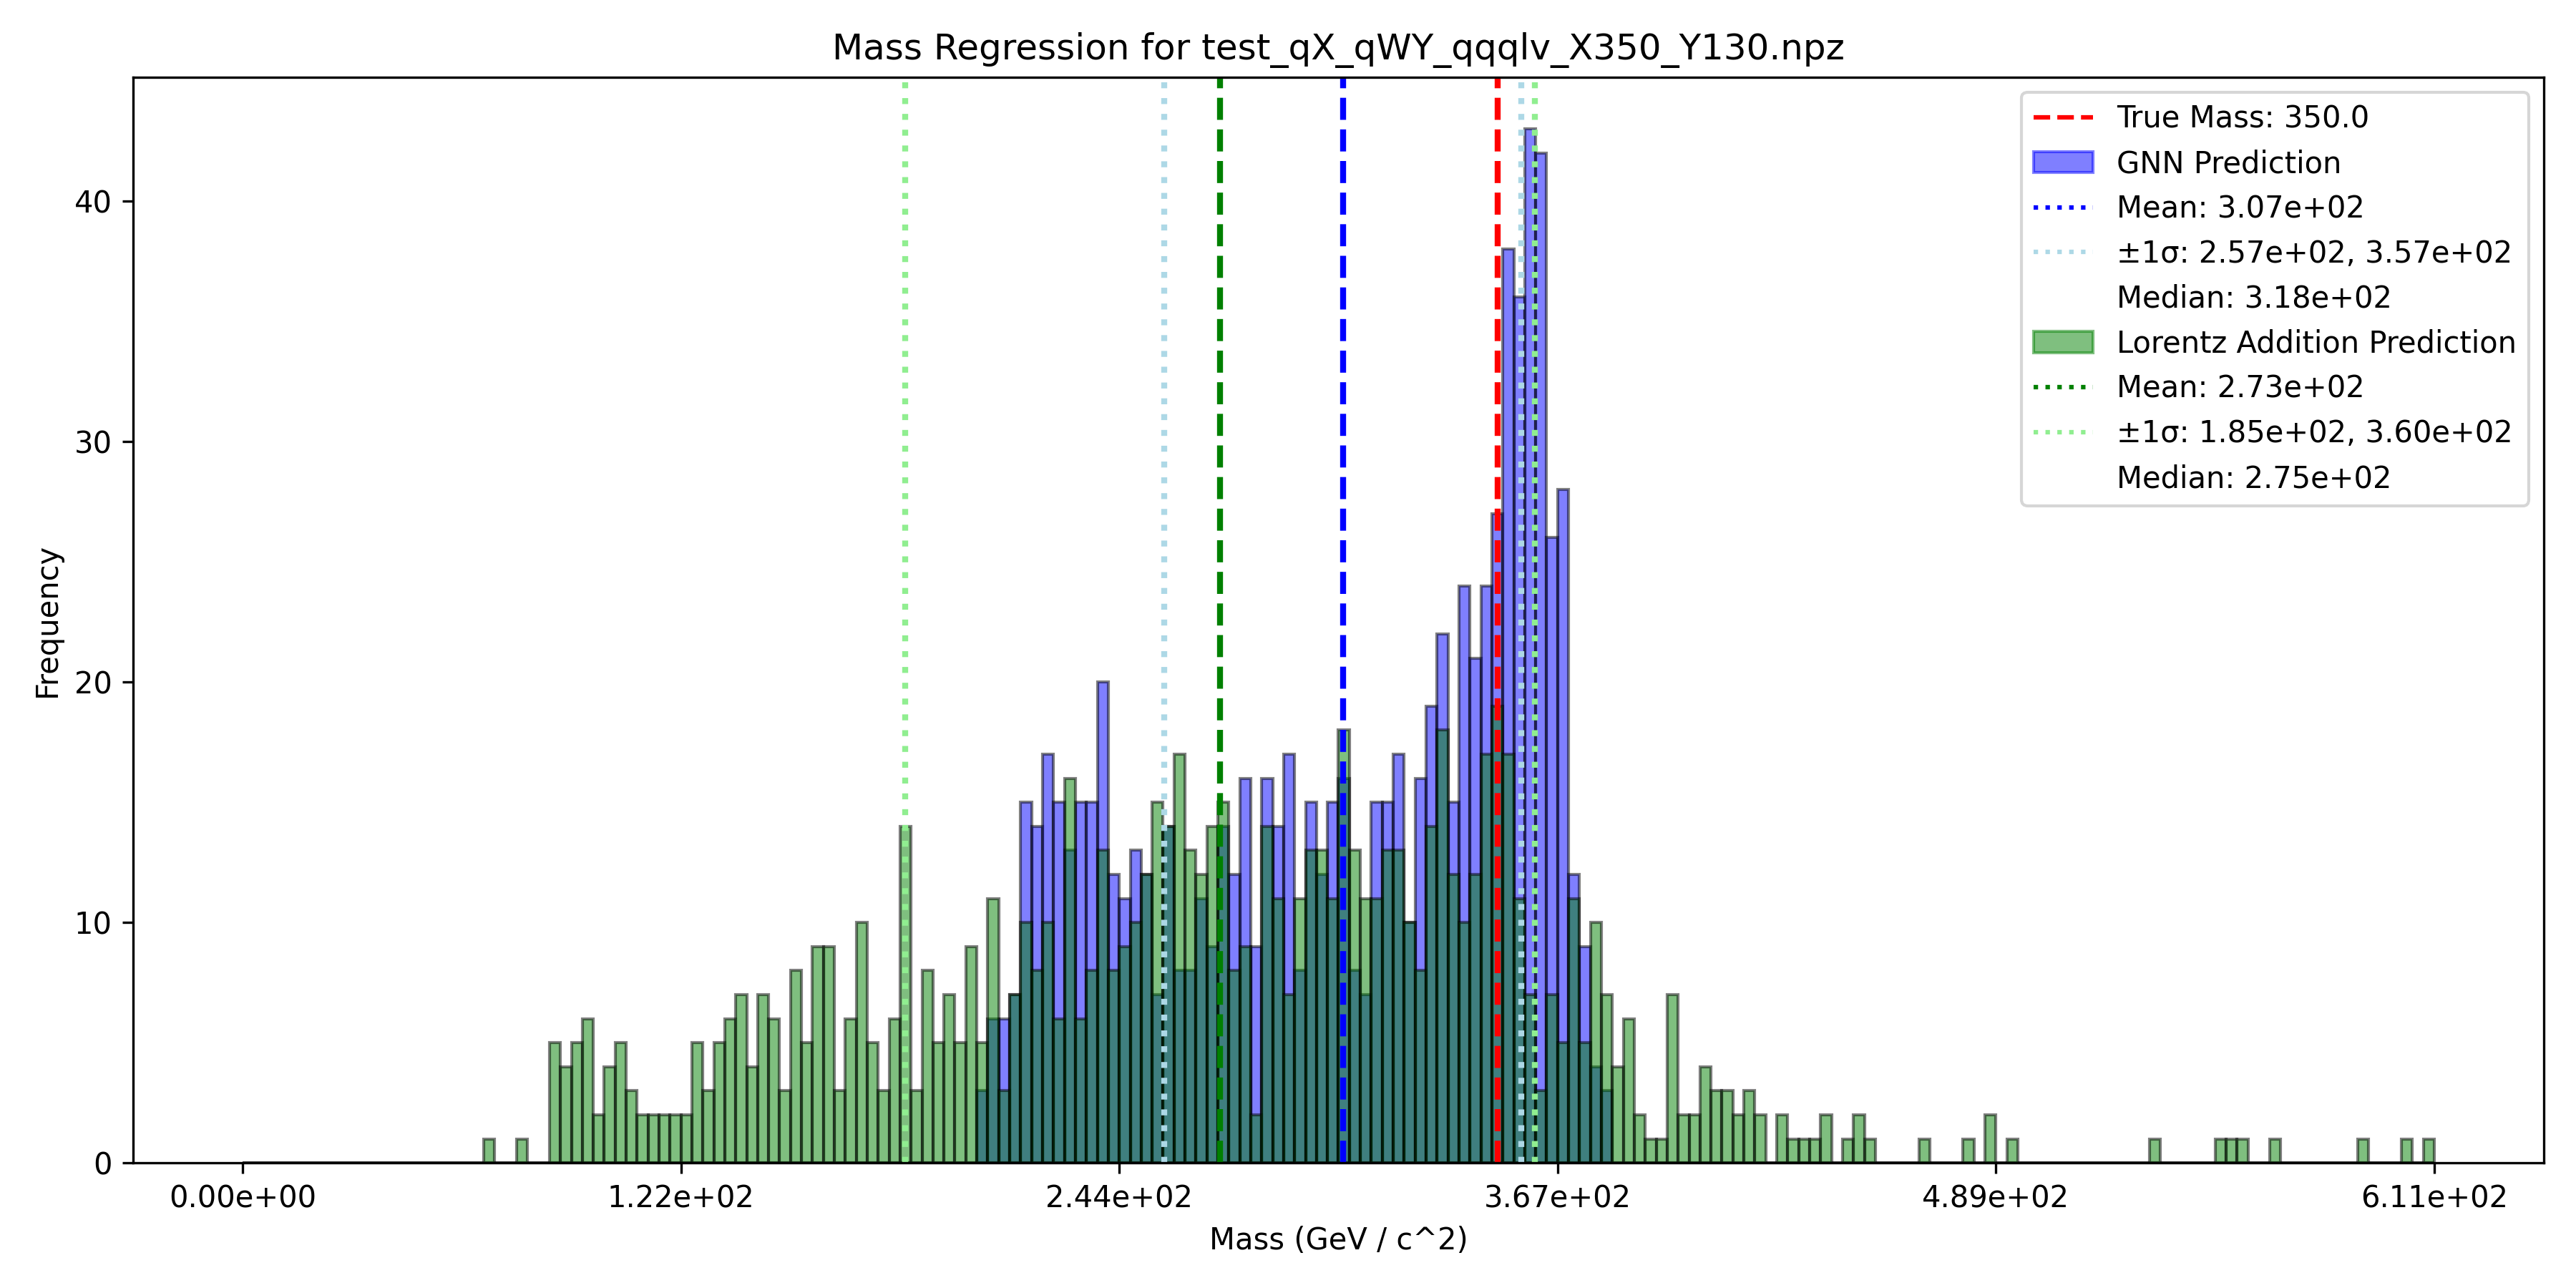 Mass Regression for test_qX_qWY_qqqlv_X350_Y130.npz
True Mass: 350.0
GNN Prediction
Mean: 3.07e+02
±1σ: 2.57e+02, 3.57e+02
Median: 3.18e+02
Lorentz Addition Prediction
Mean: 2.73e+02
±1σ: 1.85e+02, 3.60e+02
Median: 2.75e+02
Frequency
40
30
20
10
0
0.00e+00 1.22e+02 2.44e+02 3.67e+02 4.89e+02 6.11e+02
Mass (GeV / c^2)